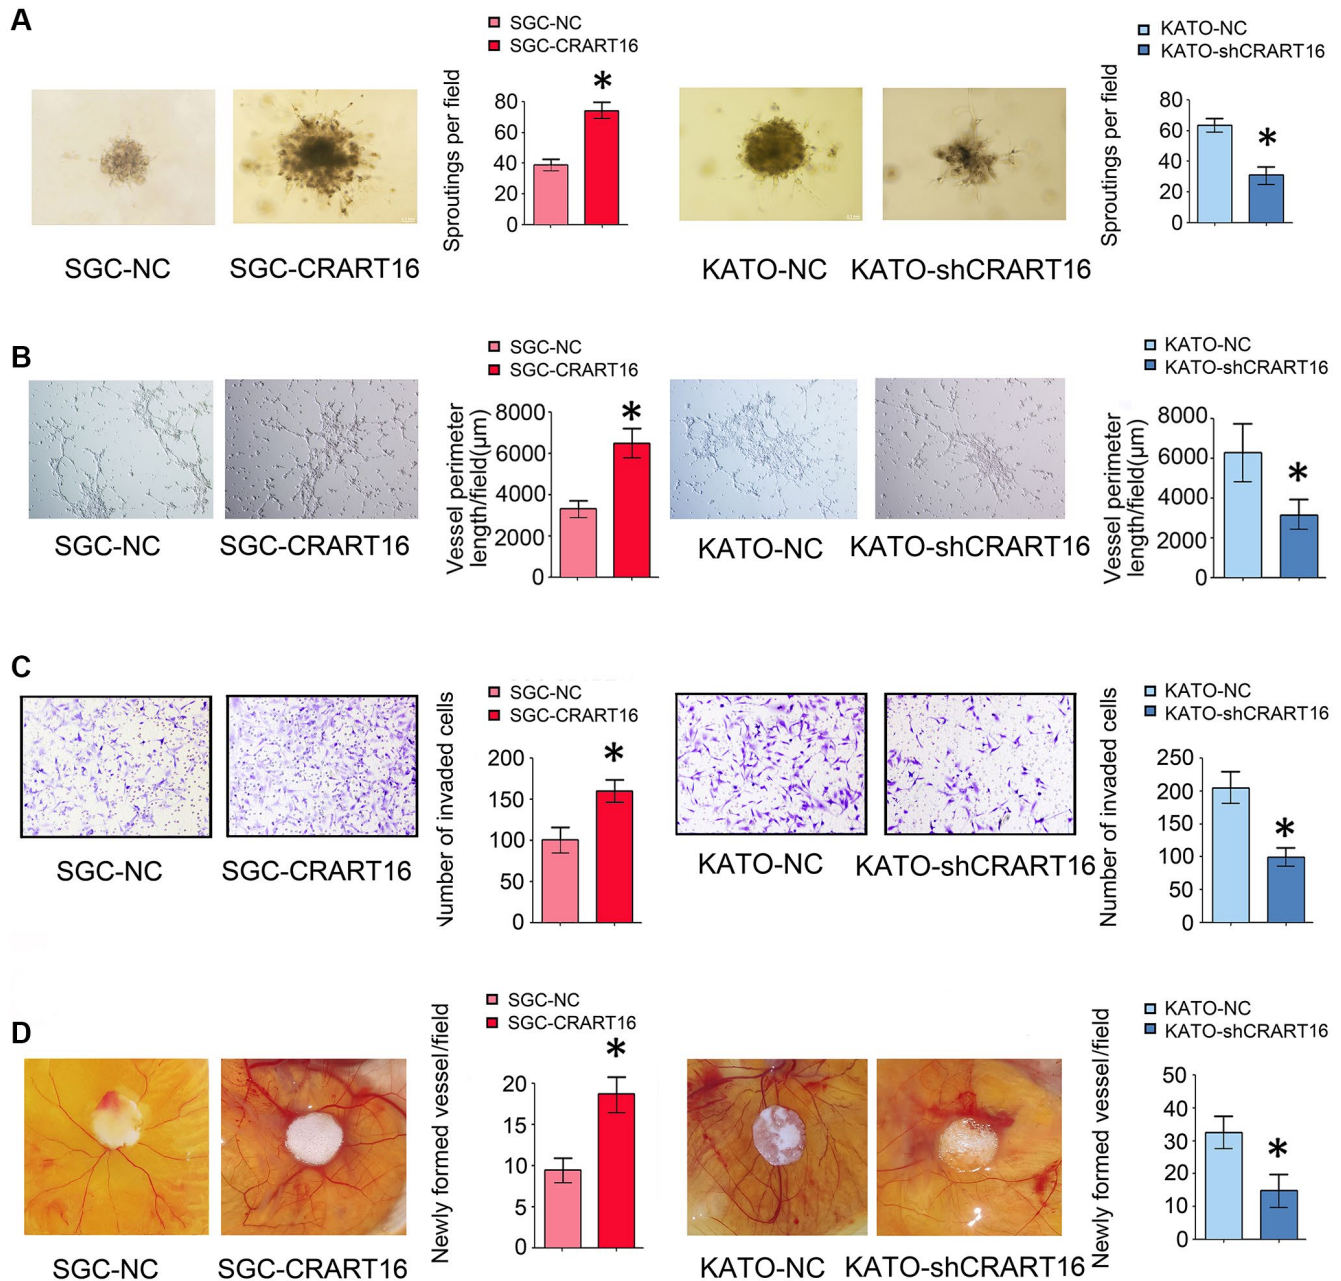 A
SGC-NC
SGC-CRART16
Sproutings per field
80
60
40
20
0
*
SGC-NC
SGC-CRART16
KATO-NC
KATO-shCRART16
Sproutings per field
80
60
40
20
0
*
KATO-NC
KATO-shCRART16
B
SGC-NC
SGC-CRART16
Vessel perimeter
length/field(µm)
8000
6000
4000
2000
0
*
SGC-NC
SGC-CRART16
KATO-NC
KATO-shCRART16
Vessel perimeter
length/field(µm)
8000
6000
4000
2000
0
*
KATO-NC
KATO-shCRART16
C
SGC-NC
SGC-CRART16
Number of invaded cells
200
150
100
50
0
*
SGC-NC
SGC-CRART16
KATO-NC
KATO-shCRART16
Number of invaded cells
250
200
150
100
50
0
*
KATO-NC
KATO-shCRART16
D
SGC-NC
SGC-CRART16
Newly formed vessel/field
20
15
10
5
0
*
SGC-NC
SGC-CRART16
KATO-NC
KATO-shCRART16
Newly formed vessel/field
50
40
30
20
10
0
*
KATO-NC
KATO-shCRART16